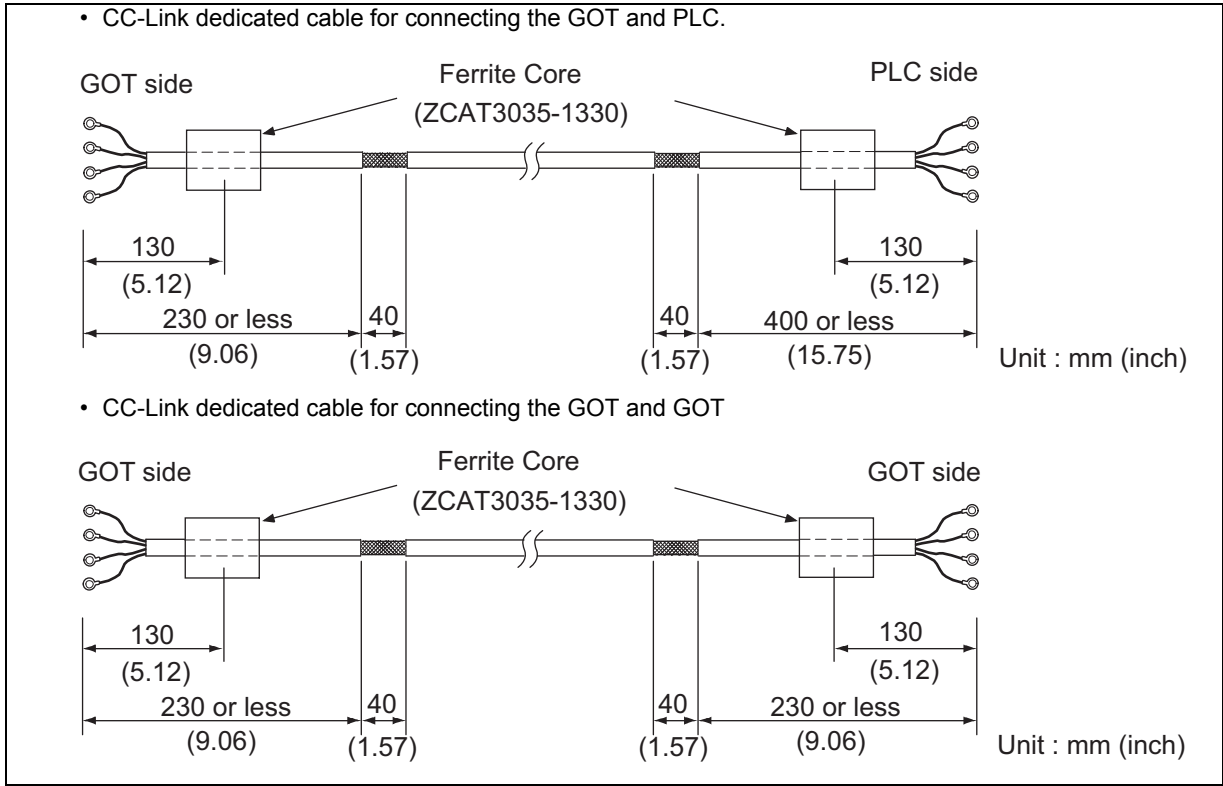 • CC-Link dedicated cable for connecting the GOT and PLC.
GOT side
Ferrite Core
(ZCAT3035-1330)
PLC side
130
(5.12)
130
(5.12)
230 or less
(9.06)
40
(1.57)
40
(1.57)
400 or less
(15.75)
Unit : mm (inch)
• CC-Link dedicated cable for connecting the GOT and GOT
GOT side
Ferrite Core
(ZCAT3035-1330)
GOT side
130
(5.12)
130
(5.12)
230 or less
(9.06)
40
(1.57)
40
(1.57)
230 or less
(9.06)
Unit : mm (inch)